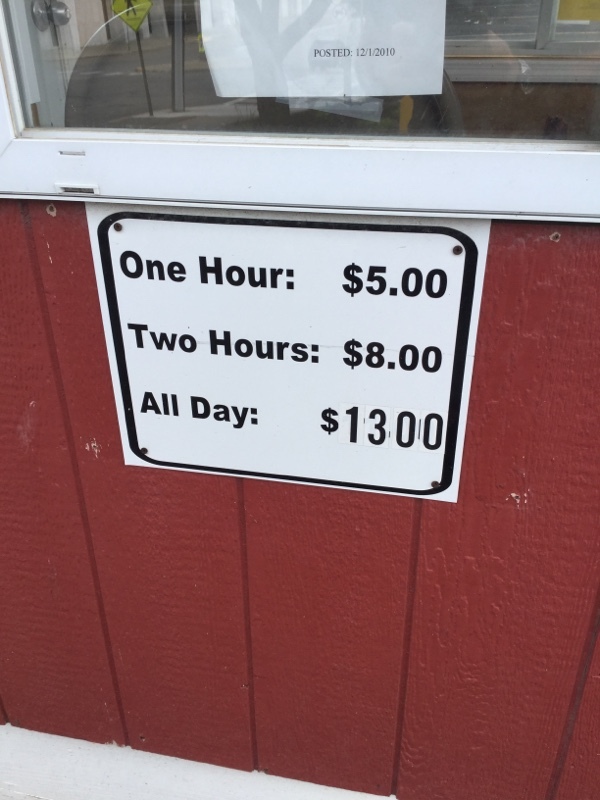 POSTED: 12/1/2010
One Hour: $5.00
Two Hours: $8.00
All Day: $1300